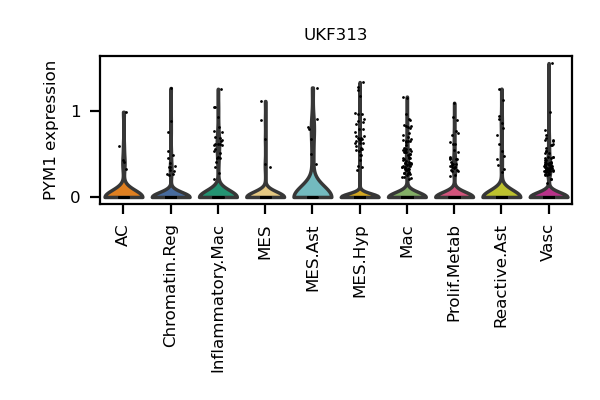 UKF313
PYM1 expression
1
0
AC
Chromatin.Reg
Inflammatory.Mac
MES
MES.Ast
MES.Hyp
Mac
Prolif.Metab
Reactive.Ast
Vasc